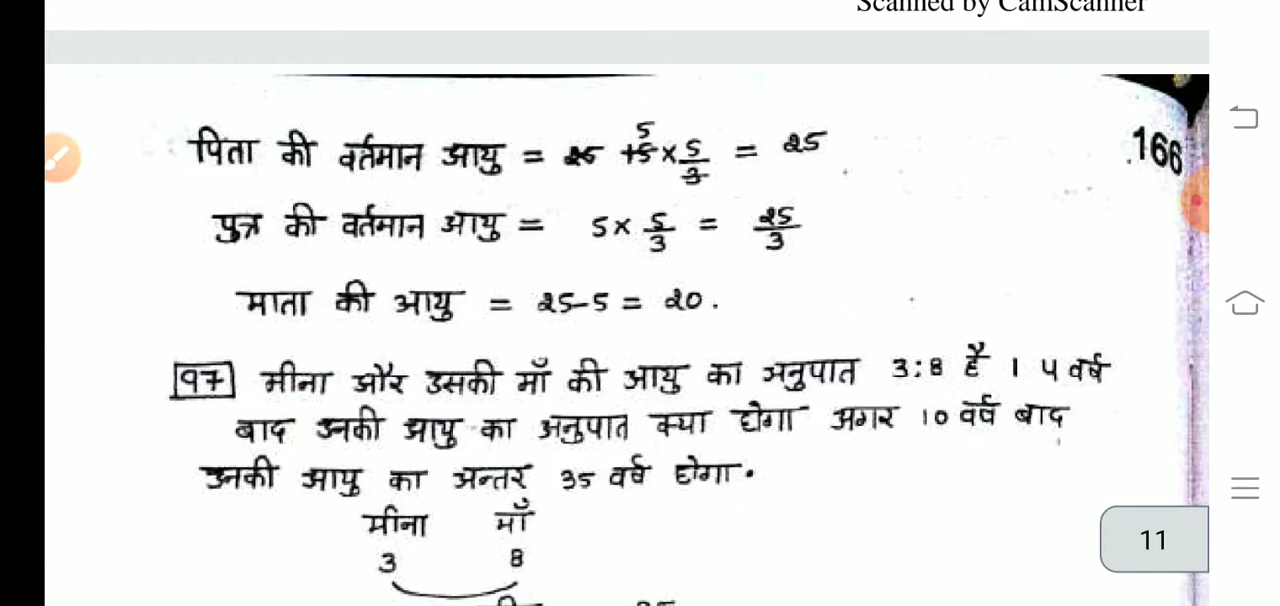 Scanned by CamScanner
166
पिता की वर्तमान आयु = 25 +5 5 × 5/3 = 25
पुत्र की वर्तमान आयु = 5 × 5/3 = 25/3
माता की आयु = 25-5 = 20.
97 मीना और उसकी माँ की आयु का अनुपात 3:8 है । 4 वर्ष
बाद उनकी आयु का अनुपात क्या होगा अगर 10 वर्ष बाद
उनकी आयु का अन्तर 35 वर्ष होगा.
मीना माँ
3 8
11